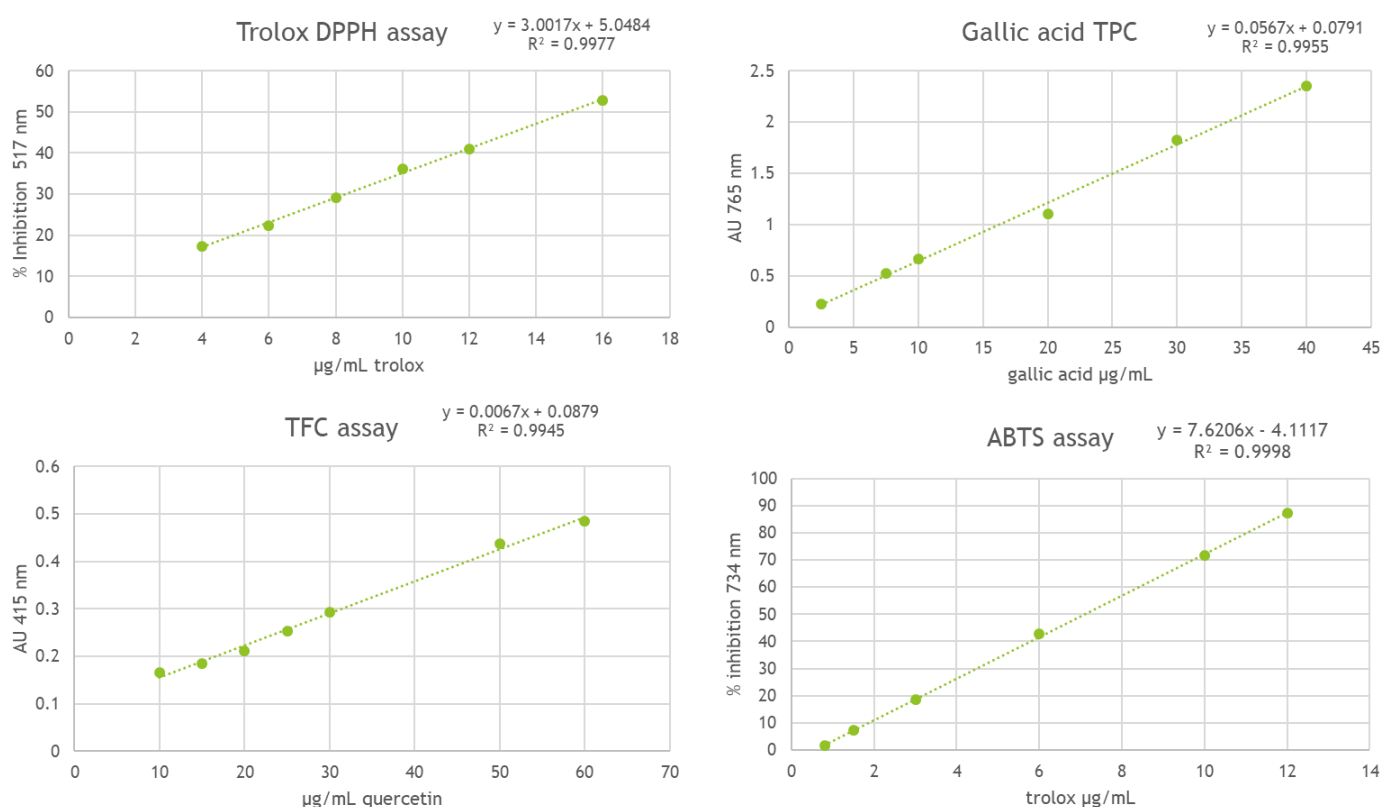 Trolox DPPH assay
y = 3.0017x + 5.0484
R² = 0.9977
% Inhibition 517 nm
60
50
40
30
20
10
0
0 2 4 6 8 10 12 14 16 18
µg/mL trolox
Gallic acid TPC
y = 0.0567x + 0.0791
R² = 0.9955
AU 765 nm
2.5
2
1.5
1
0.5
0
0 5 10 15 20 25 30 35 40 45
gallic acid µg/mL
TFC assay
y = 0.0067x + 0.0879
R² = 0.9945
AU 415 nm
0.6
0.5
0.4
0.3
0.2
0.1
0
0 10 20 30 40 50 60 70
µg/mL quercetin
ABTS assay
y = 7.6206x - 4.1117
R² = 0.9998
% inhibition 734 nm
100
90
80
70
60
50
40
30
20
10
0
0 2 4 6 8 10 12 14
trolox µg/mL